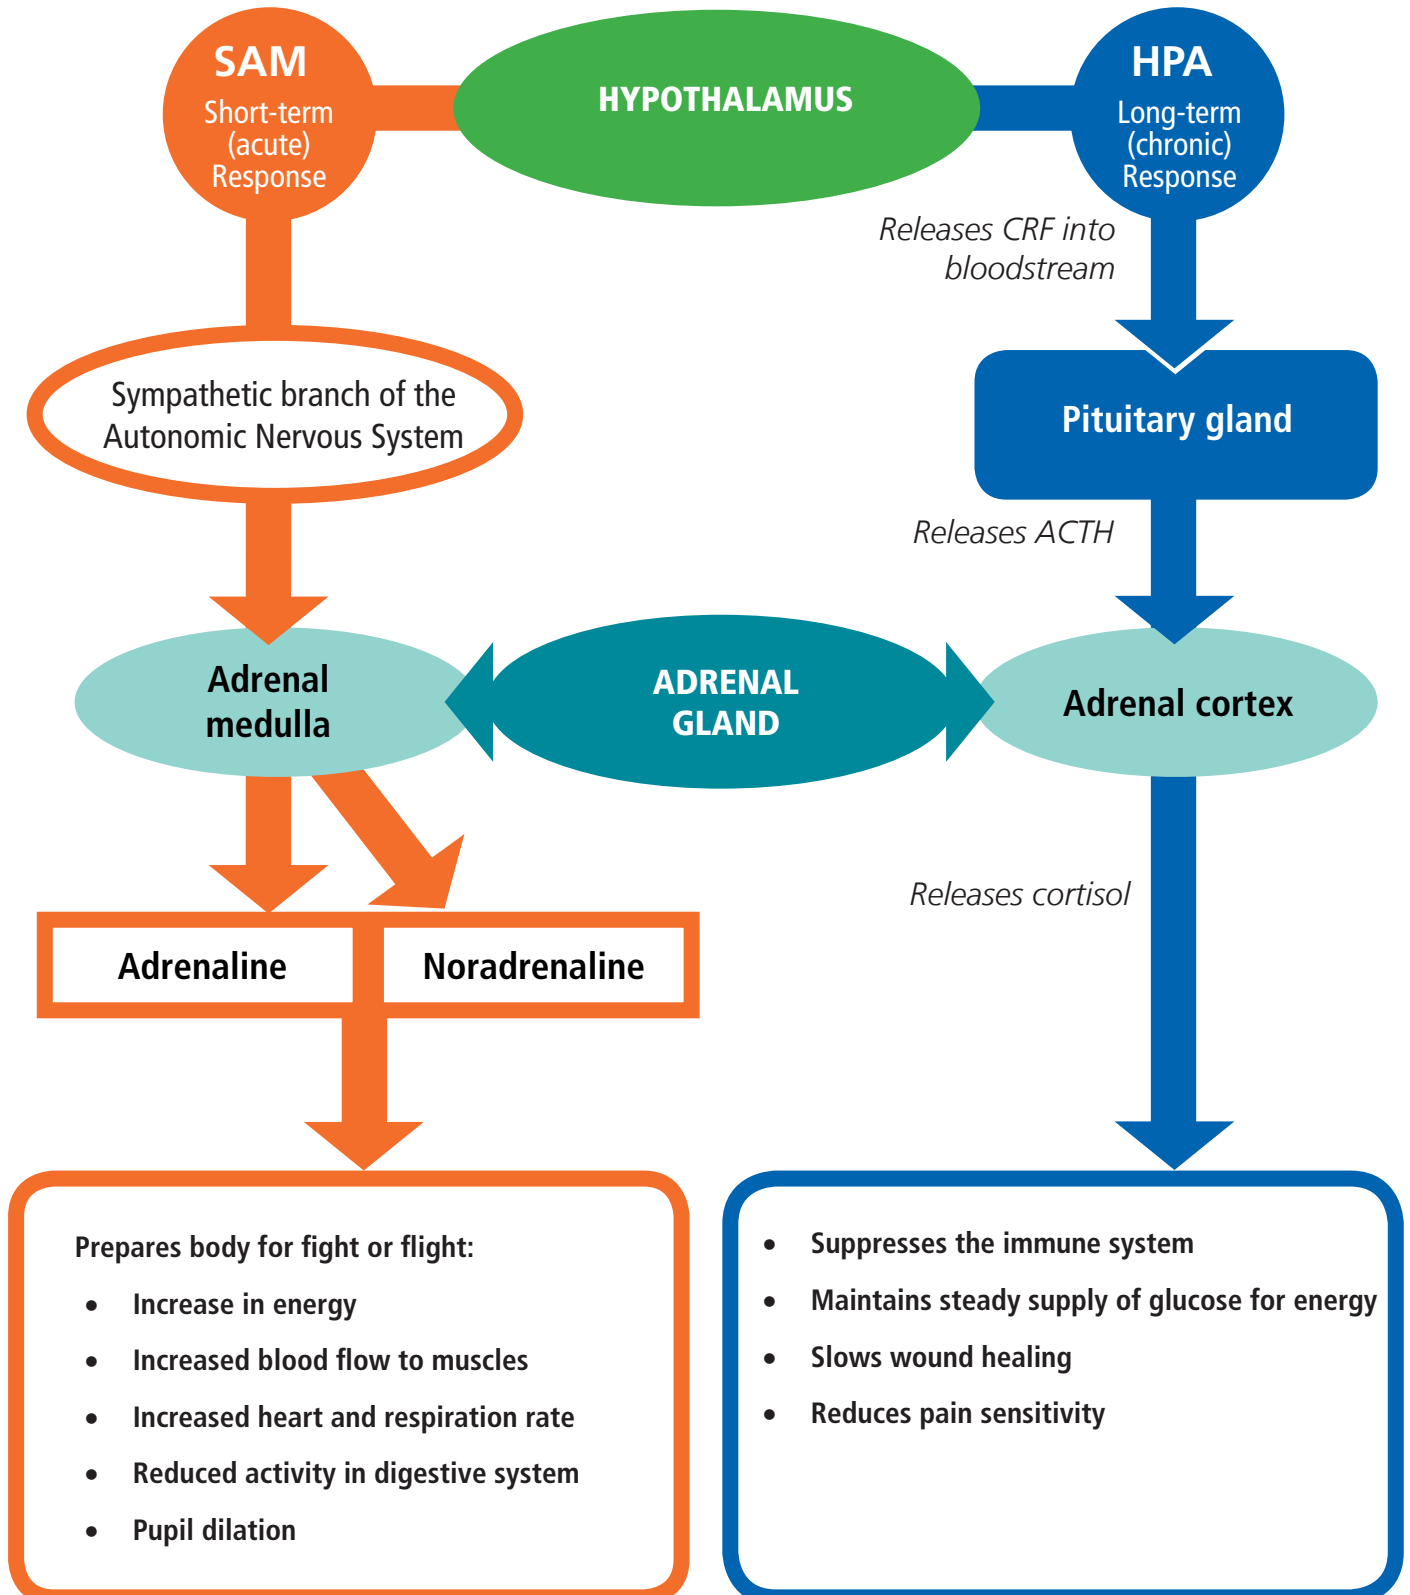 SAM
Short-term
(acute)
Response
HYPOTHALAMUS
HPA
Long-term
(chronic)
Response
Releases CRF into
bloodstream
Sympathetic branch of the
Autonomic Nervous System
Pituitary gland
Releases ACTH
Adrenal
medulla
ADRENAL
GLAND
Adrenal cortex
Releases cortisol
Adrenaline
Noradrenaline
Prepares body for fight or flight:
• Increase in energy
• Increased blood flow to muscles
• Increased heart and respiration rate
• Reduced activity in digestive system
• Pupil dilation
• Suppresses the immune system
• Maintains steady supply of glucose for energy
• Slows wound healing
• Reduces pain sensitivity